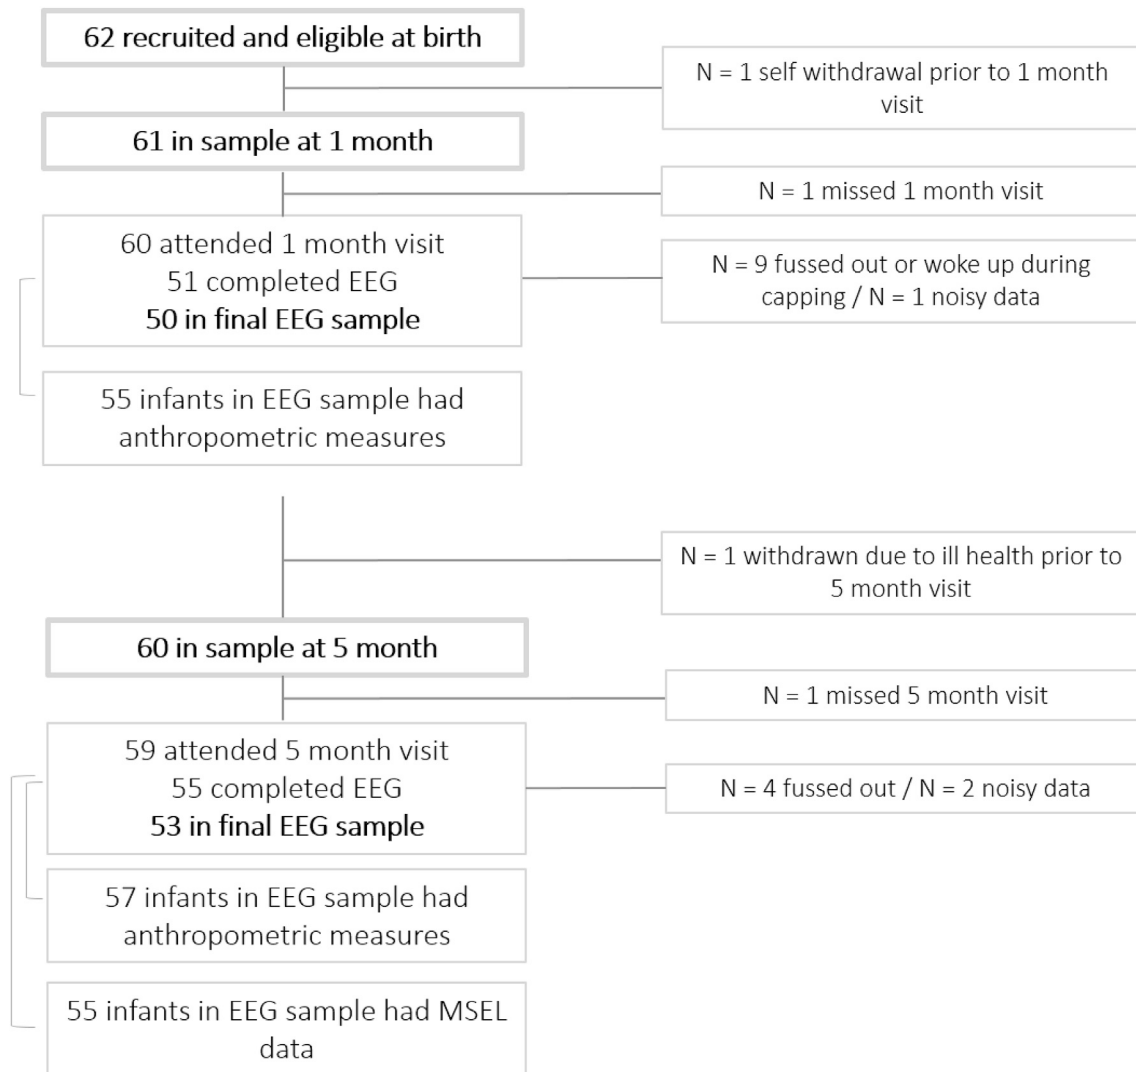 62 recruited and eligible at birth
N = 1 self withdrawal prior to 1 month
visit
61 in sample at 1 month
N = 1 missed 1 month visit
60 attended 1 month visit
51 completed EEG
50 in final EEG sample
N = 9 fussed out or woke up during
capping / N = 1 noisy data
55 infants in EEG sample had
anthropometric measures
N = 1 withdrawn due to ill health prior to
5 month visit
60 in sample at 5 month
N = 1 missed 5 month visit
59 attended 5 month visit
55 completed EEG
53 in final EEG sample
N = 4 fussed out / N = 2 noisy data
57 infants in EEG sample had
anthropometric measures
55 infants in EEG sample had MSEL
data